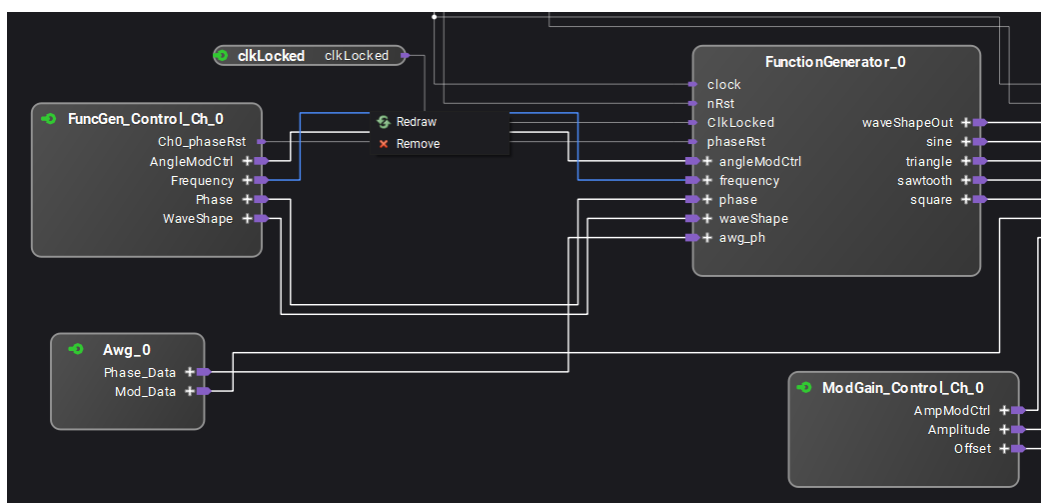 clkLocked clkLocked
FuncGen_Control_Ch_0
Ch0_phaseRst
AngleModCtrl
Frequency
Phase
WaveShape
Redraw
Remove
FunctionGenerator_0
clock
nRst
ClkLocked
phaseRst
angleModCtrl
frequency
phase
waveShape
awg_ph
waveShapeOut
sine
triangle
sawtooth
square
Awg_0
Phase_Data
Mod_Data
ModGain_Control_Ch_0
AmpModCtrl
Amplitude
Offset